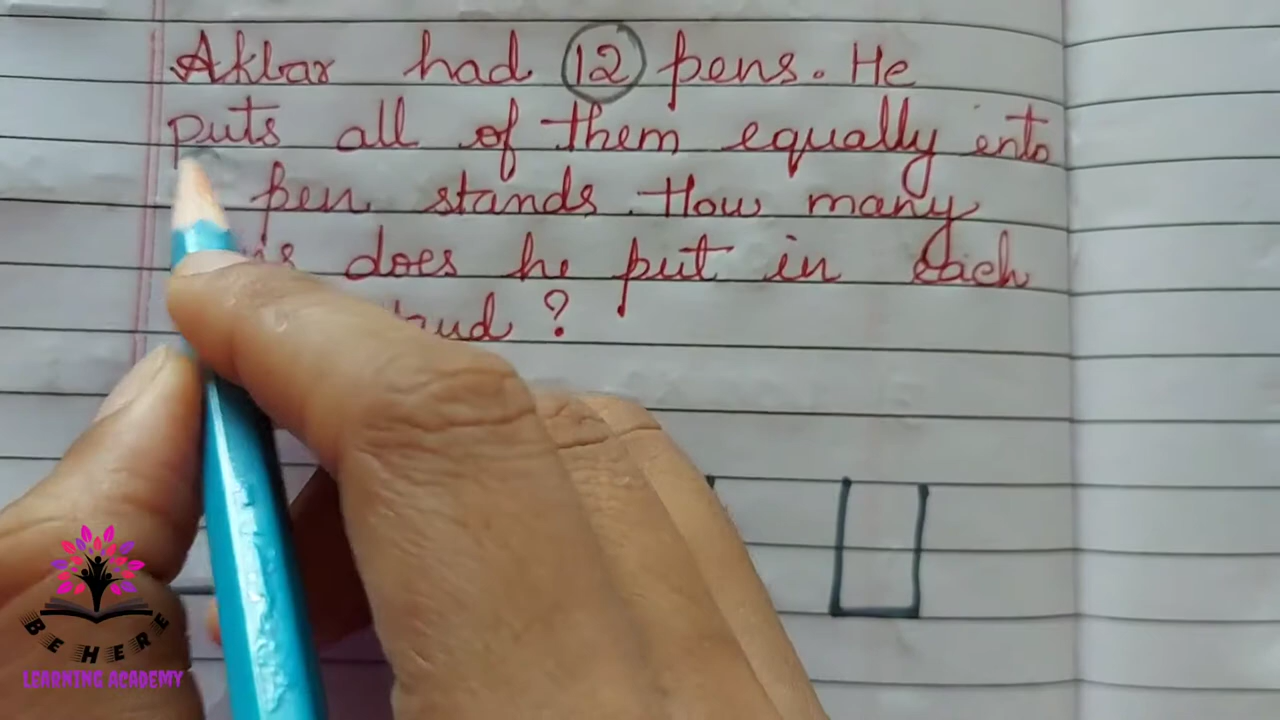 Akbar had 12 pens. He
puts all of them equally into
pen stands. How many
does he put in each
?
BE HERE
LEARNING ACADEMY